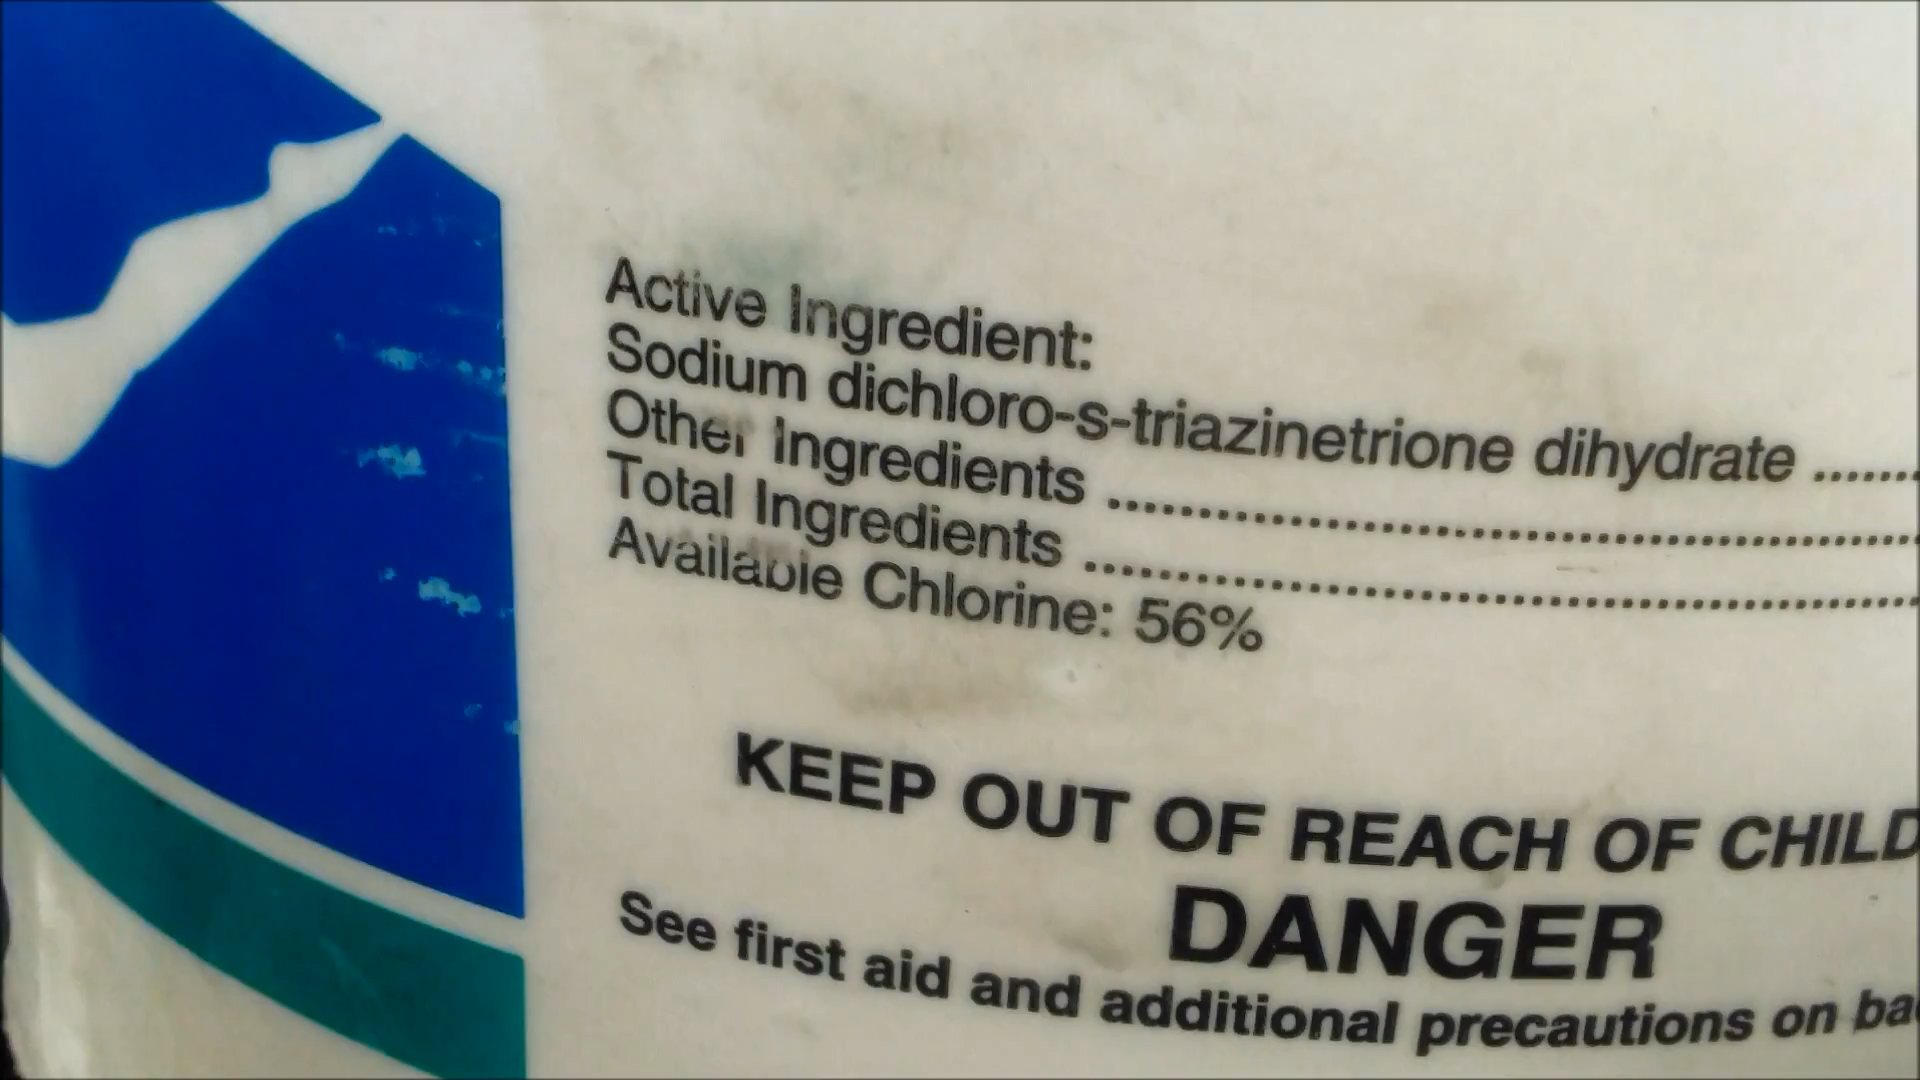 Active Ingredient:
Sodium dichloro-s-triazinetrione dihydrate .......
Other Ingredients ........................................
Total Ingredients ..........................................
Available Chlorine: 56%
KEEP OUT OF REACH OF CHILD
DANGER
See first aid and additional precautions on ba